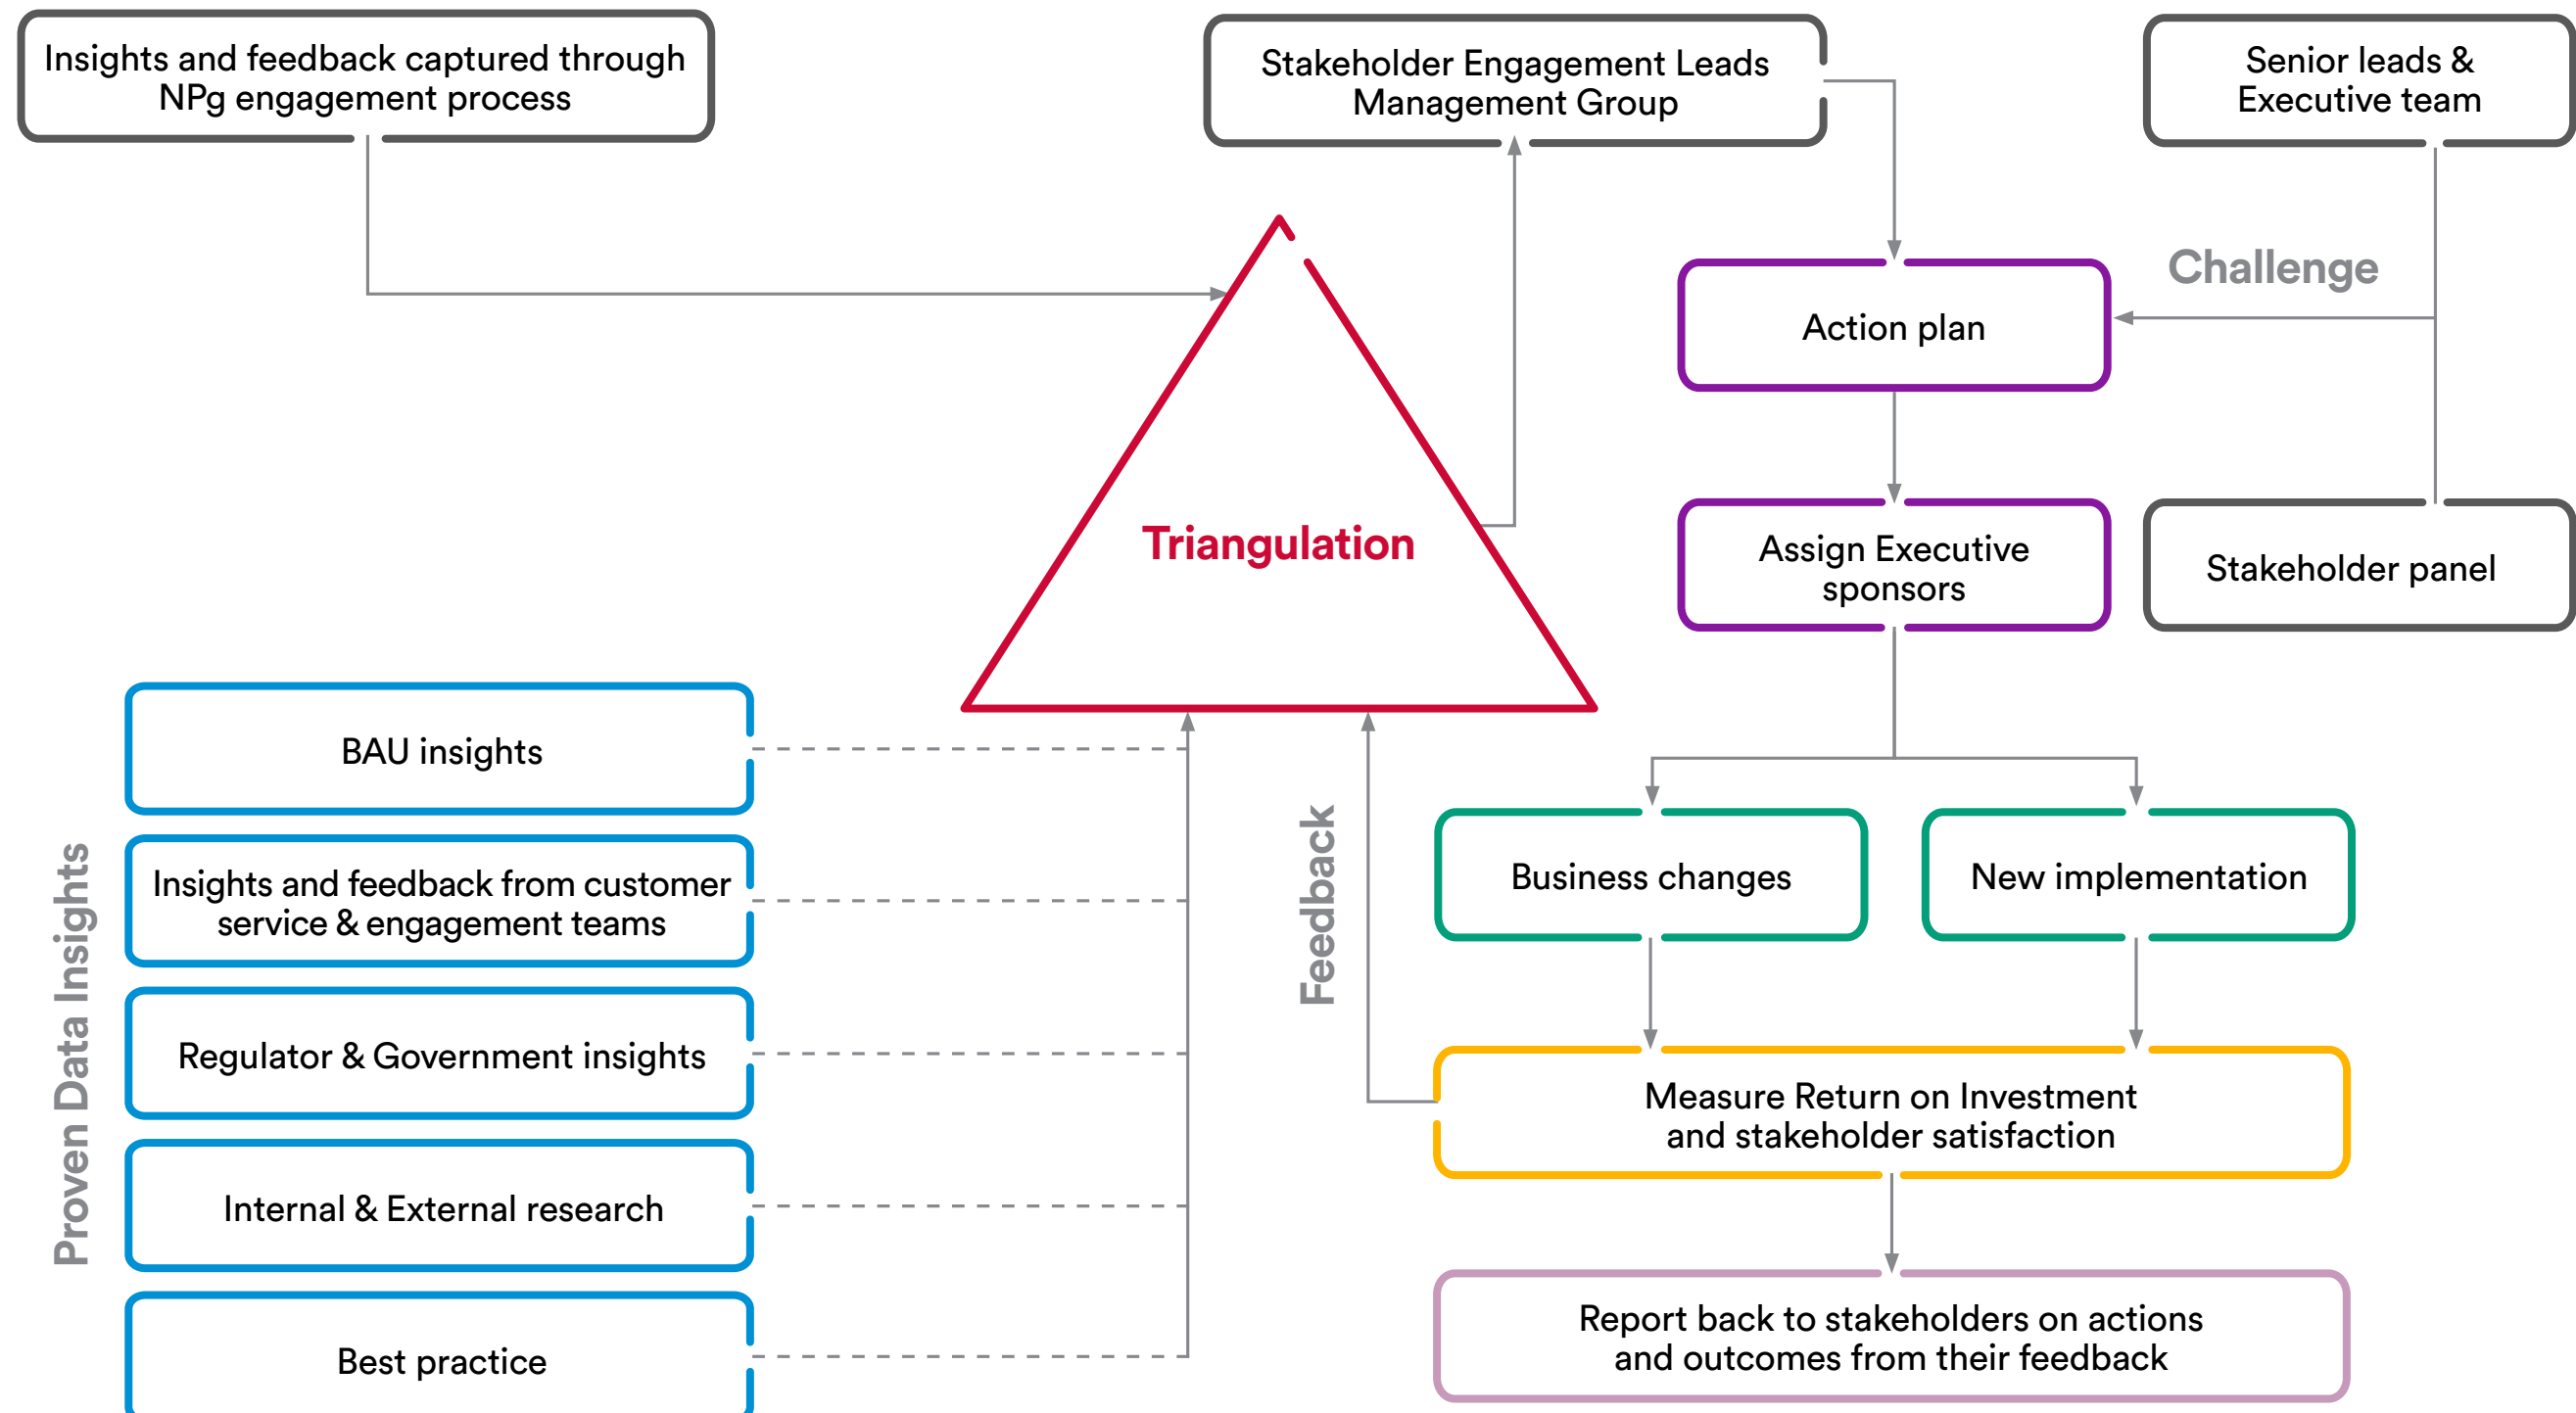 Insights and feedback captured through
NPg engagement process
Stakeholder Engagement Leads
Management Group
Senior leads &
Executive team
Challenge
Action plan
Triangulation
Assign Executive
sponsors
Stakeholder panel
Proven Data Insights
BAU insights
Insights and feedback from customer
service & engagement teams
Regulator & Government insights
Internal & External research
Best practice
Feedback
Business changes
New implementation
Measure Return on Investment
and stakeholder satisfaction
Report back to stakeholders on actions
and outcomes from their feedback